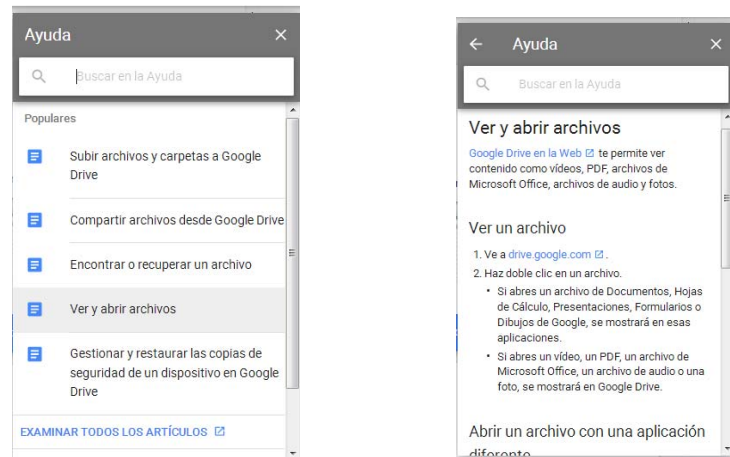 Ayuda
Buscar en la Ayuda
Populares
Subir archivos y carpetas a Google
Drive
Compartir archivos desde Google Drive
Encontrar o recuperar un archivo
Ver y abrir archivos
Gestionar y restaurar las copias de
seguridad de un dispositivo en Google
Drive
EXAMINAR TODOS LOS ARTÍCULOS
Ayuda
Buscar en la Ayuda
Ver y abrir archivos
Google Drive en la Web te permite ver
contenido como vídeos, PDF, archivos de
Microsoft Office, archivos de audio y fotos.
Ver un archivo
1. Ve a drive.google.com .
2. Haz doble clic en un archivo.
• Si abres un archivo de Documentos, Hojas
de Cálculo, Presentaciones, Formularios o
Dibujos de Google, se mostrará en esas
aplicaciones.
• Si abres un vídeo, un PDF, un archivo de
Microsoft Office, un archivo de audio o una
foto, se mostrará en Google Drive.
Abrir un archivo con una aplicación
diferente